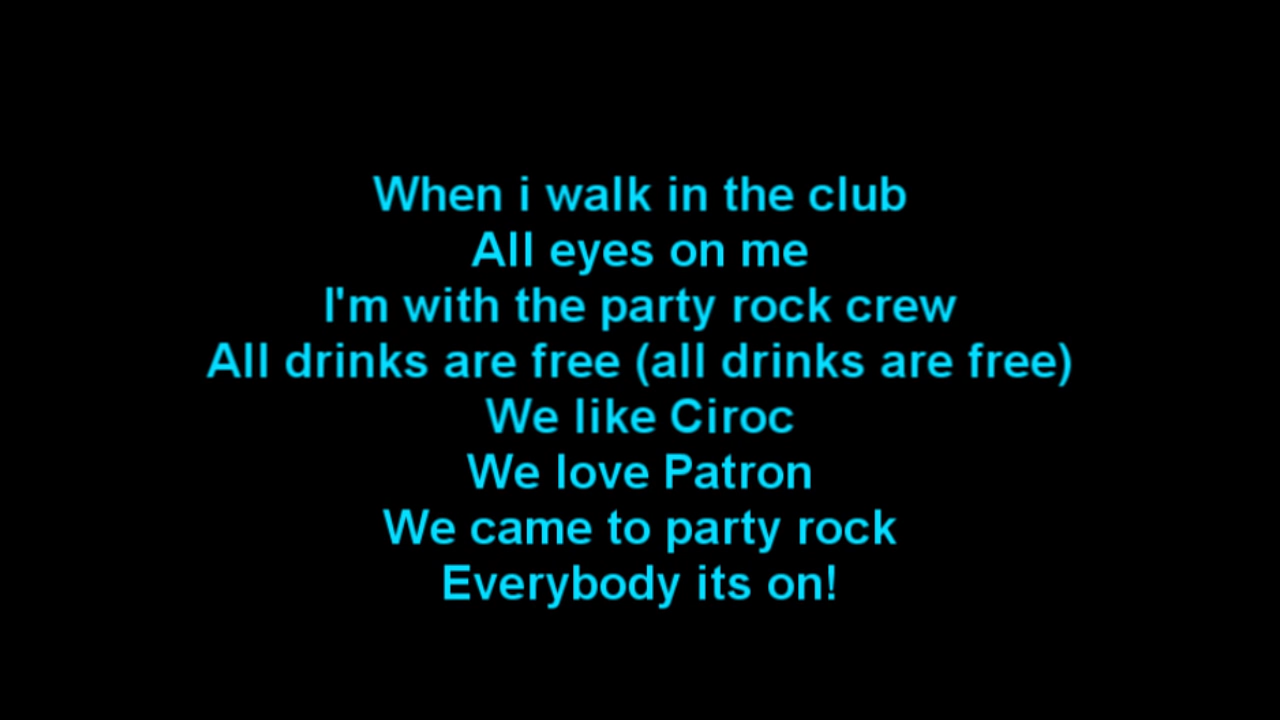 When i walk in the club
All eyes on me
I'm with the party rock crew
All drinks are free (all drinks are free)
We like Ciroc
We love Patron
We came to party rock
Everybody its on!